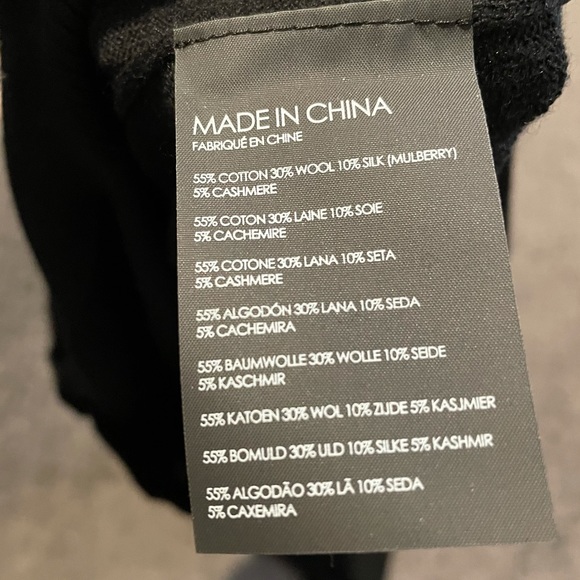 MADE IN CHINA
FABRIQUÉ EN CHINE
55% COTTON 30% WOOL 10% SILK (MULBERRY)
5% CASHMERE
55% COTON 30% LAINE 10% SOIE
5% CACHEMIRE
55% COTONE 30% LANA 10% SETA
5% CASHMERE
55% ALGODÓN 30% LANA 10% SEDA
5% CACHEMIRA
55% BAUMWOLLE 30% WOLLE 10% SEIDE
5% KASCHMIR
55% KATOEN 30% WOL 10% ZIJDE 5% KASJMIER
55% BOMULD 30% ULD 10% SILKE 5% KASHMIR
55% ALGODÃO 30% LÃ 10% SEDA
5% CAXEMIRA